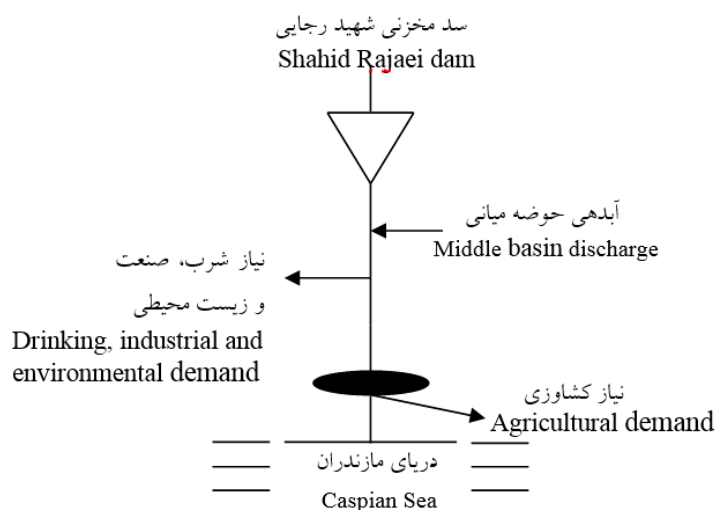 سد مخزنی شهید رجایی
Shahid Rajaei dam
آبدهی حوضه میانی
Middle basin discharge
نیاز شرب، صنعت
و زیست محیطی
Drinking, industrial and
environmental demand
نیاز کشاوزی
Agricultural demand
دریای مازندران
Caspian Sea